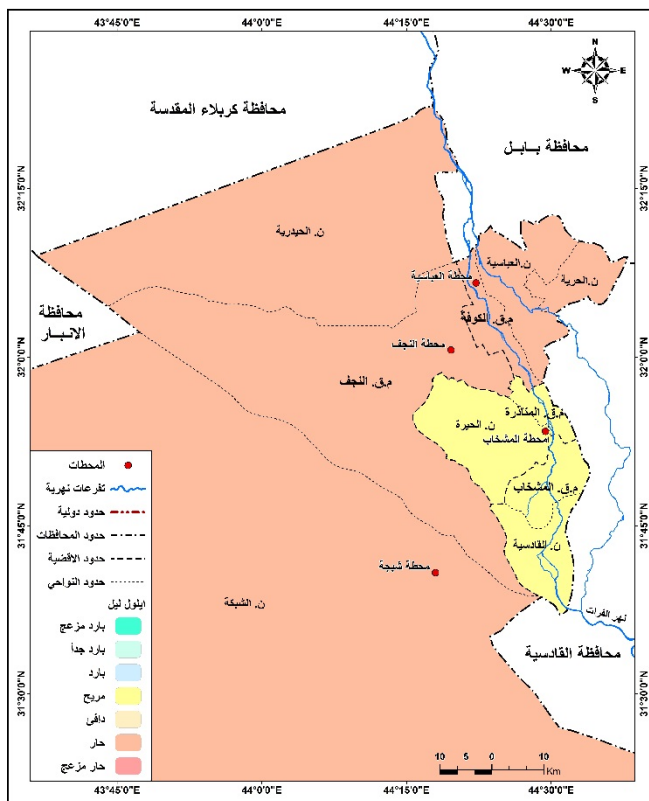 43°45'0"E 44°0'0"E 44°15'0"E 44°30'0"E
N
W E
S
محافظة كربلاء المقدسة
محافظة بـابـل
32°15'0"N 32°15'0"N
ن. الحيدرية
ن.العباسية
ن.الحرية
محطة العباسية
محافظة
الانـبـار
م.ق. الكوفة
32°0'0"N 32°0'0"N
محطة النجف
م.ق. النجف
م.ق. المناذرة
ن. الحيرة
محطة المشخاب
م.ق. المشخاب
31°45'0"N 31°45'0"N
ن. القادسية
محطة شبجة
ن. الشبكة
نهر الفرات
محافظة القادسية
31°30'0"N 31°30'0"N
المحطات
تفرعات نهرية
حدود دولية
حدود المحافظات
حدود الاقضية
حدود النواحي
ايلول ليل
بارد مزعج
بارد جداً
بارد
مريح
دافئ
حار
حار مزعج
10 5 0 10
Km
43°45'0"E 44°0'0"E 44°15'0"E 44°30'0"E